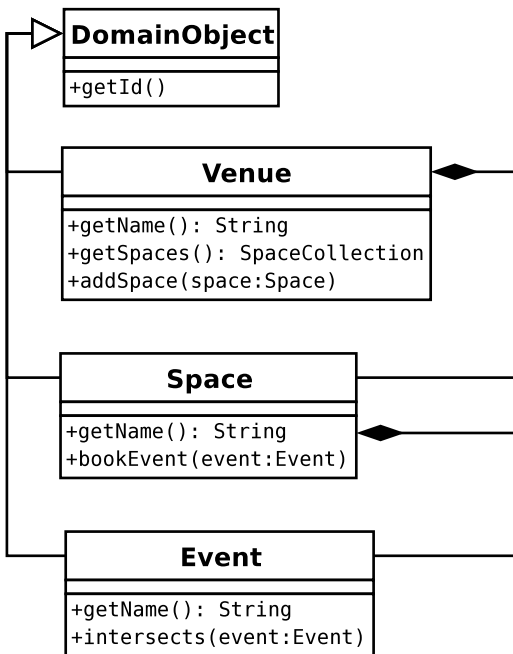 DomainObject
+getId()
Venue
+getName(): String
+getSpaces(): SpaceCollection
+addSpace(space:Space)
Space
+getName(): String
+bookEvent(event:Event)
Event
+getName(): String
+intersects(event:Event)